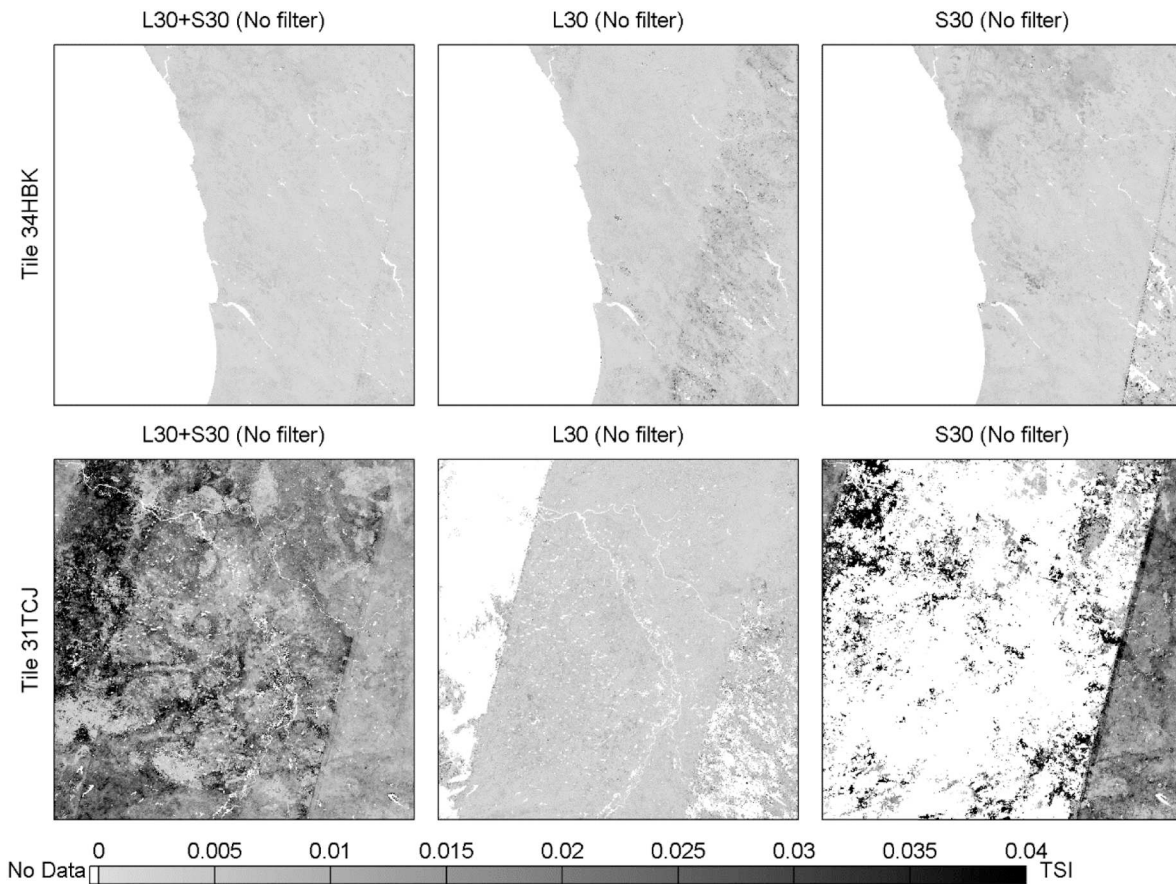 L30+S30 (No filter) L30 (No filter) S30 (No filter)
Tile 34HBK
L30+S30 (No filter) L30 (No filter) S30 (No filter)
Tile 31TCJ
0 0.005 0.01 0.015 0.02 0.025 0.03 0.035 0.04
No Data TSI